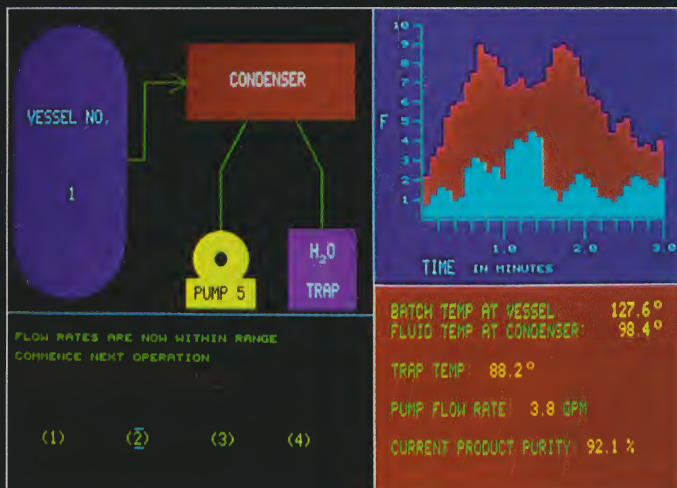 VESSEL NO.
1
CONDENSER
PUMP 5
H₂O
TRAP
FLOW RATES ARE NOW WITHIN RANGE
COMMENCE NEXT OPERATION
(1) (2) (3) (4)
F
10
9
8
7
6
5
4
3
2
1
1.0 2.0 3.0
TIME IN MINUTES
BATCH TEMP AT VESSEL: 127.6°
FLUID TEMP AT CONDENSER: 98.4°
TRAP TEMP: 88.2°
PUMP FLOW RATE: 3.8 GPM
CURRENT PRODUCT PURITY: 92.1 %